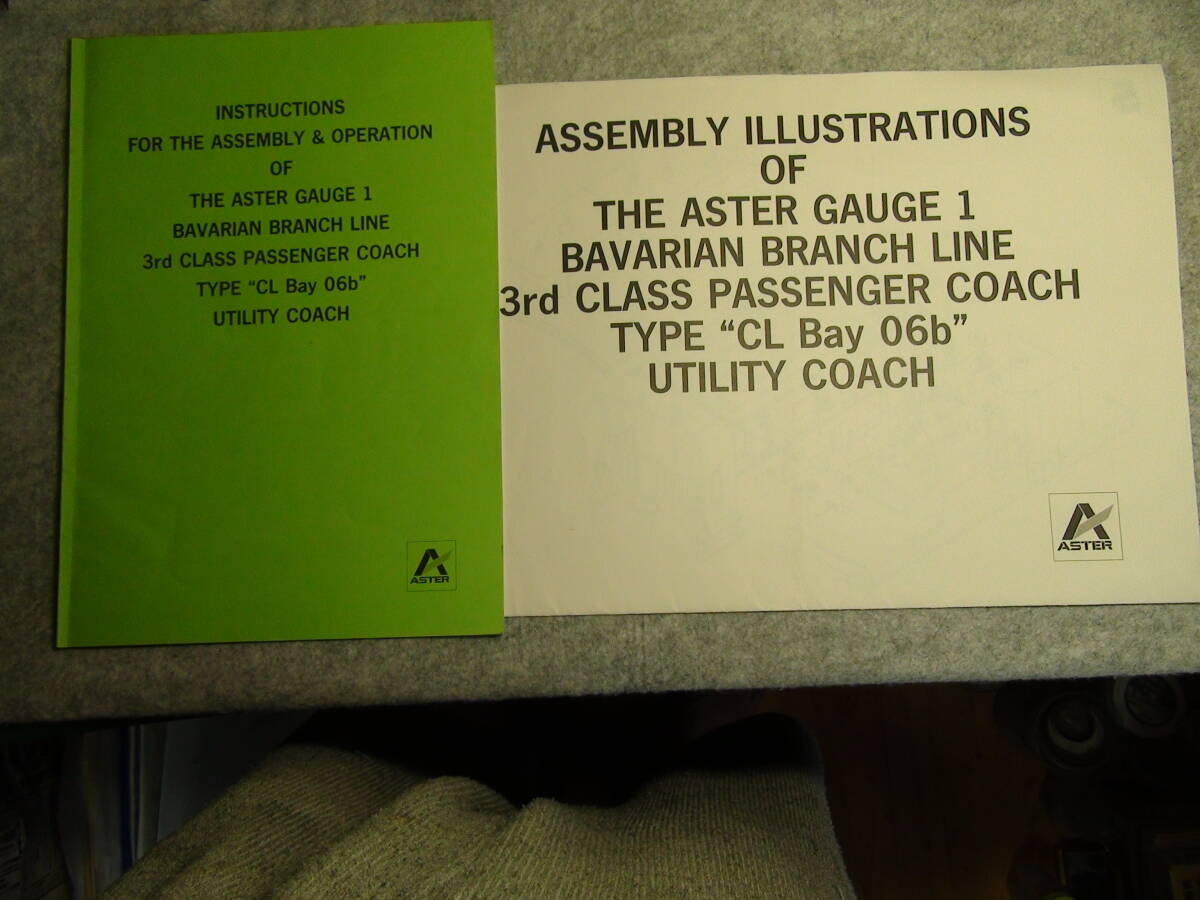 INSTRUCTIONS
FOR THE ASSEMBLY & OPERATION
OF
THE ASTER GAUGE 1
BAVARIAN BRANCH LINE
3rd CLASS PASSENGER COACH
TYPE “CL Bay 06b”
UTILITY COACH
ASTER
ASSEMBLY ILLUSTRATIONS
OF
THE ASTER GAUGE 1
BAVARIAN BRANCH LINE
3rd CLASS PASSENGER COACH
TYPE “CL Bay 06b”
UTILITY COACH
ASTER